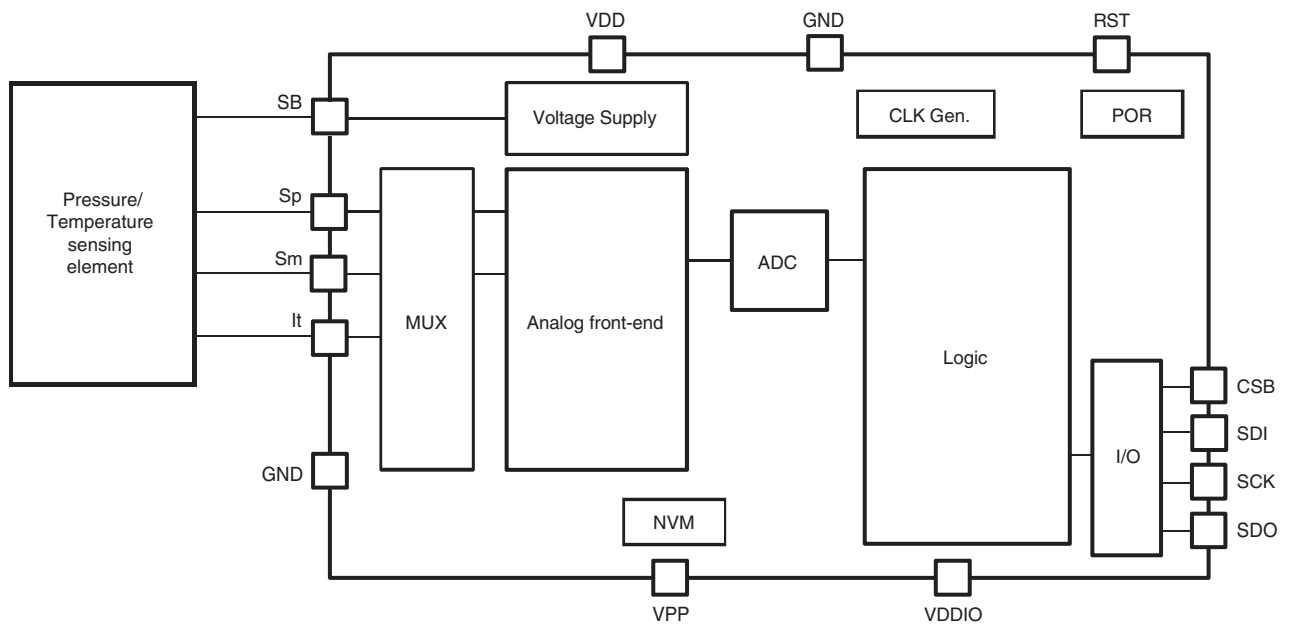 VDD
GND
RST
SB
Voltage Supply
CLK Gen.
POR
Pressure/
Temperature
sensing
element
Sp
Sm
It
MUX
Analog front-end
ADC
Logic
I/O
CSB
SDI
SCK
SDO
GND
NVM
VPP
VDDIO